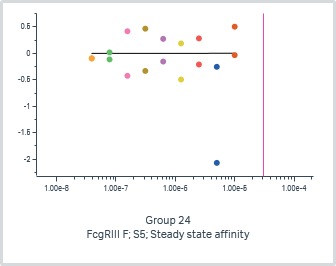 0.5
0
-0.5
-1
-1.5
-2
1.00e-8
1.00e-7
1.00e-6
1.00e-5
1.00e-4
Group 24
FcgRIII F; S5; Steady state affinity